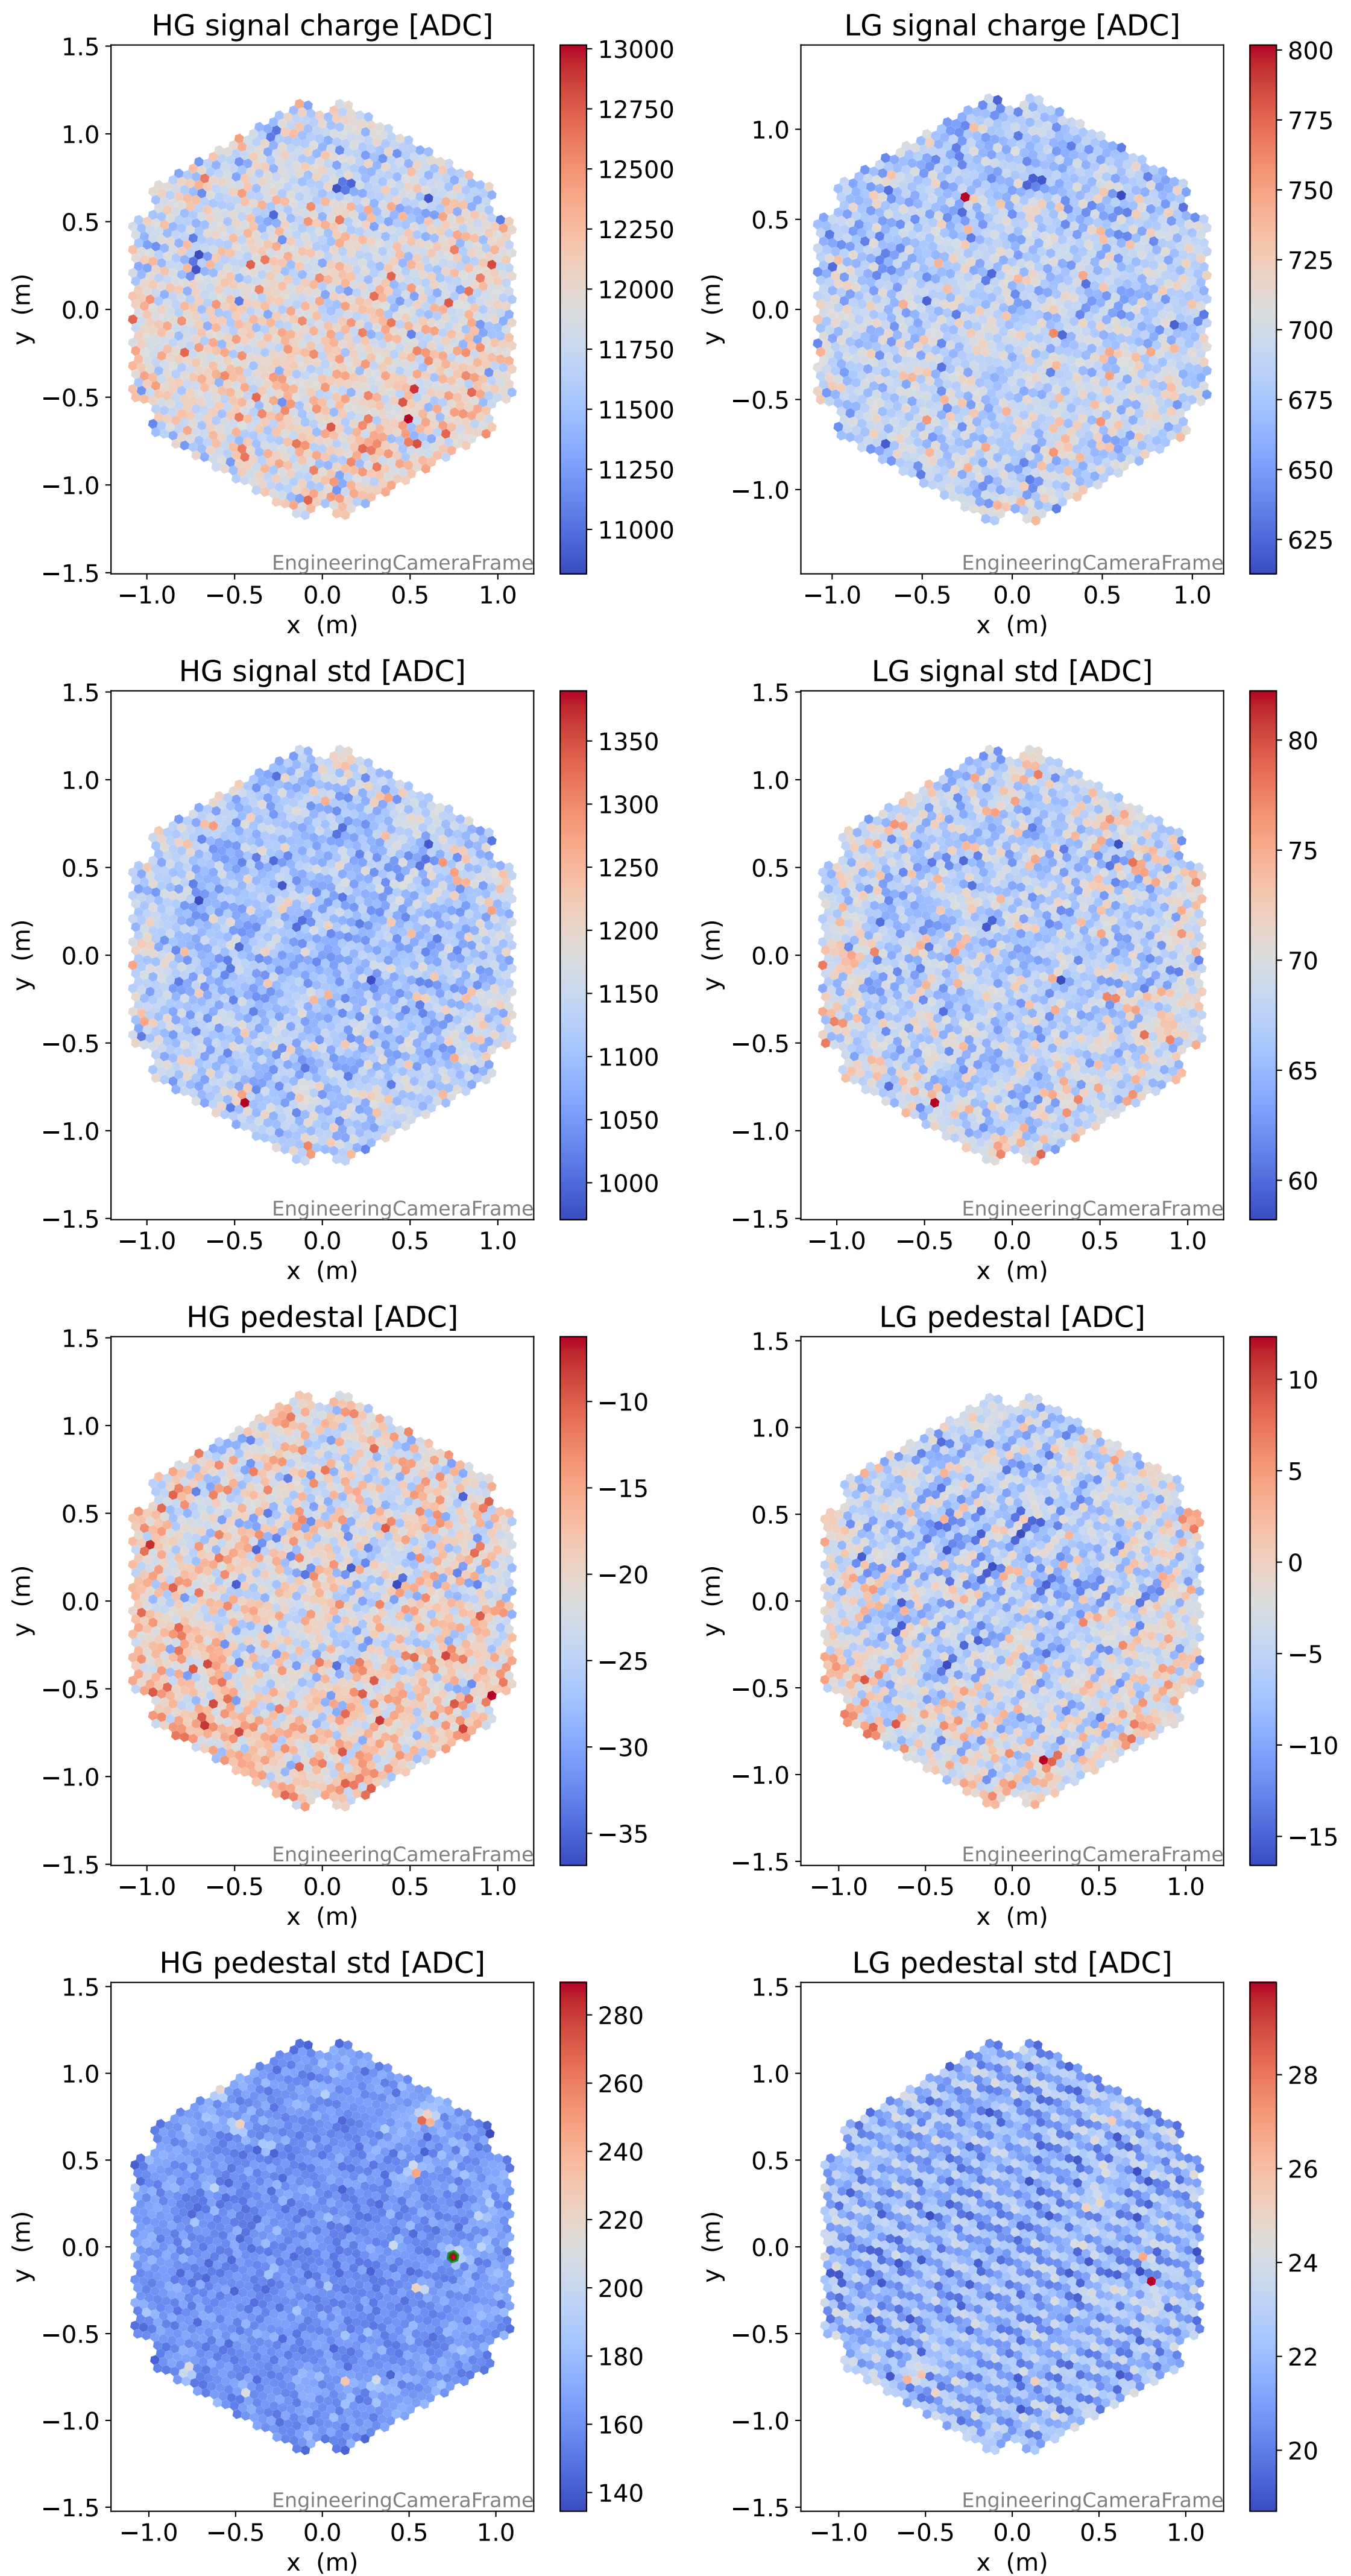 HG signal charge [ADC]
1.5
1.0
0.5
0.0
−0.5
−1.0
−1.5
y (m)
−1.0 −0.5 0.0 0.5 1.0
x (m)
EngineeringCameraFrame
13000
12750
12500
12250
12000
11750
11500
11250
11000
LG signal charge [ADC]
1.0
0.5
0.0
−0.5
−1.0
y (m)
−1.0 −0.5 0.0 0.5 1.0
x (m)
EngineeringCameraFrame
800
775
750
725
700
675
650
625
HG signal std [ADC]
1.5
1.0
0.5
0.0
−0.5
−1.0
−1.5
y (m)
−1.0 −0.5 0.0 0.5 1.0
x (m)
EngineeringCameraFrame
1350
1300
1250
1200
1150
1100
1050
1000
LG signal std [ADC]
1.5
1.0
0.5
0.0
−0.5
−1.0
−1.5
y (m)
−1.0 −0.5 0.0 0.5 1.0
x (m)
EngineeringCameraFrame
80
75
70
65
60
HG pedestal [ADC]
1.5
1.0
0.5
0.0
−0.5
−1.0
−1.5
y (m)
−1.0 −0.5 0.0 0.5 1.0
x (m)
EngineeringCameraFrame
−10
−15
−20
−25
−30
−35
LG pedestal [ADC]
1.5
1.0
0.5
0.0
−0.5
−1.0
−1.5
y (m)
−1.0 −0.5 0.0 0.5 1.0
x (m)
EngineeringCameraFrame
10
5
0
−5
−10
−15
HG pedestal std [ADC]
1.5
1.0
0.5
0.0
−0.5
−1.0
−1.5
y (m)
−1.0 −0.5 0.0 0.5 1.0
x (m)
EngineeringCameraFrame
280
260
240
220
200
180
160
140
LG pedestal std [ADC]
1.5
1.0
0.5
0.0
−0.5
−1.0
−1.5
y (m)
−1.0 −0.5 0.0 0.5 1.0
x (m)
EngineeringCameraFrame
28
26
24
22
20